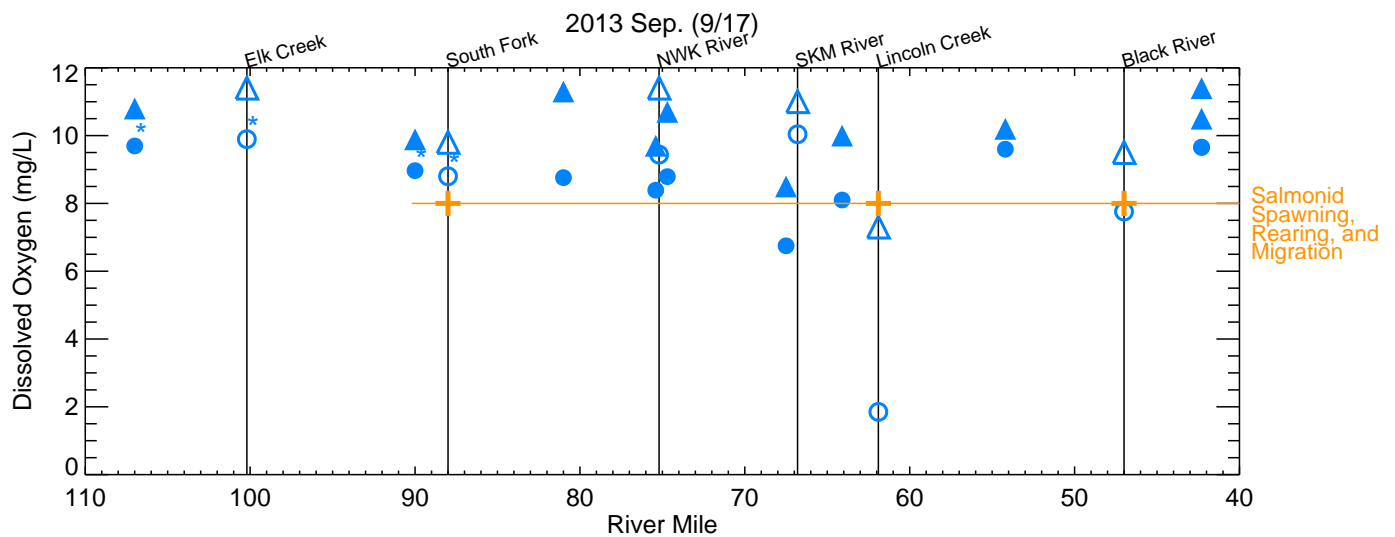 2013 Sep. (9/17)
Elk Creek
South Fork
NWK River
SKM River
Lincoln Creek
Black River
Dissolved Oxygen (mg/L)
12
10
8
6
4
2
0
*
*
*
*
Salmonid
Spawning,
Rearing, and
Migration
110
100
90
80
70
60
50
40
River Mile